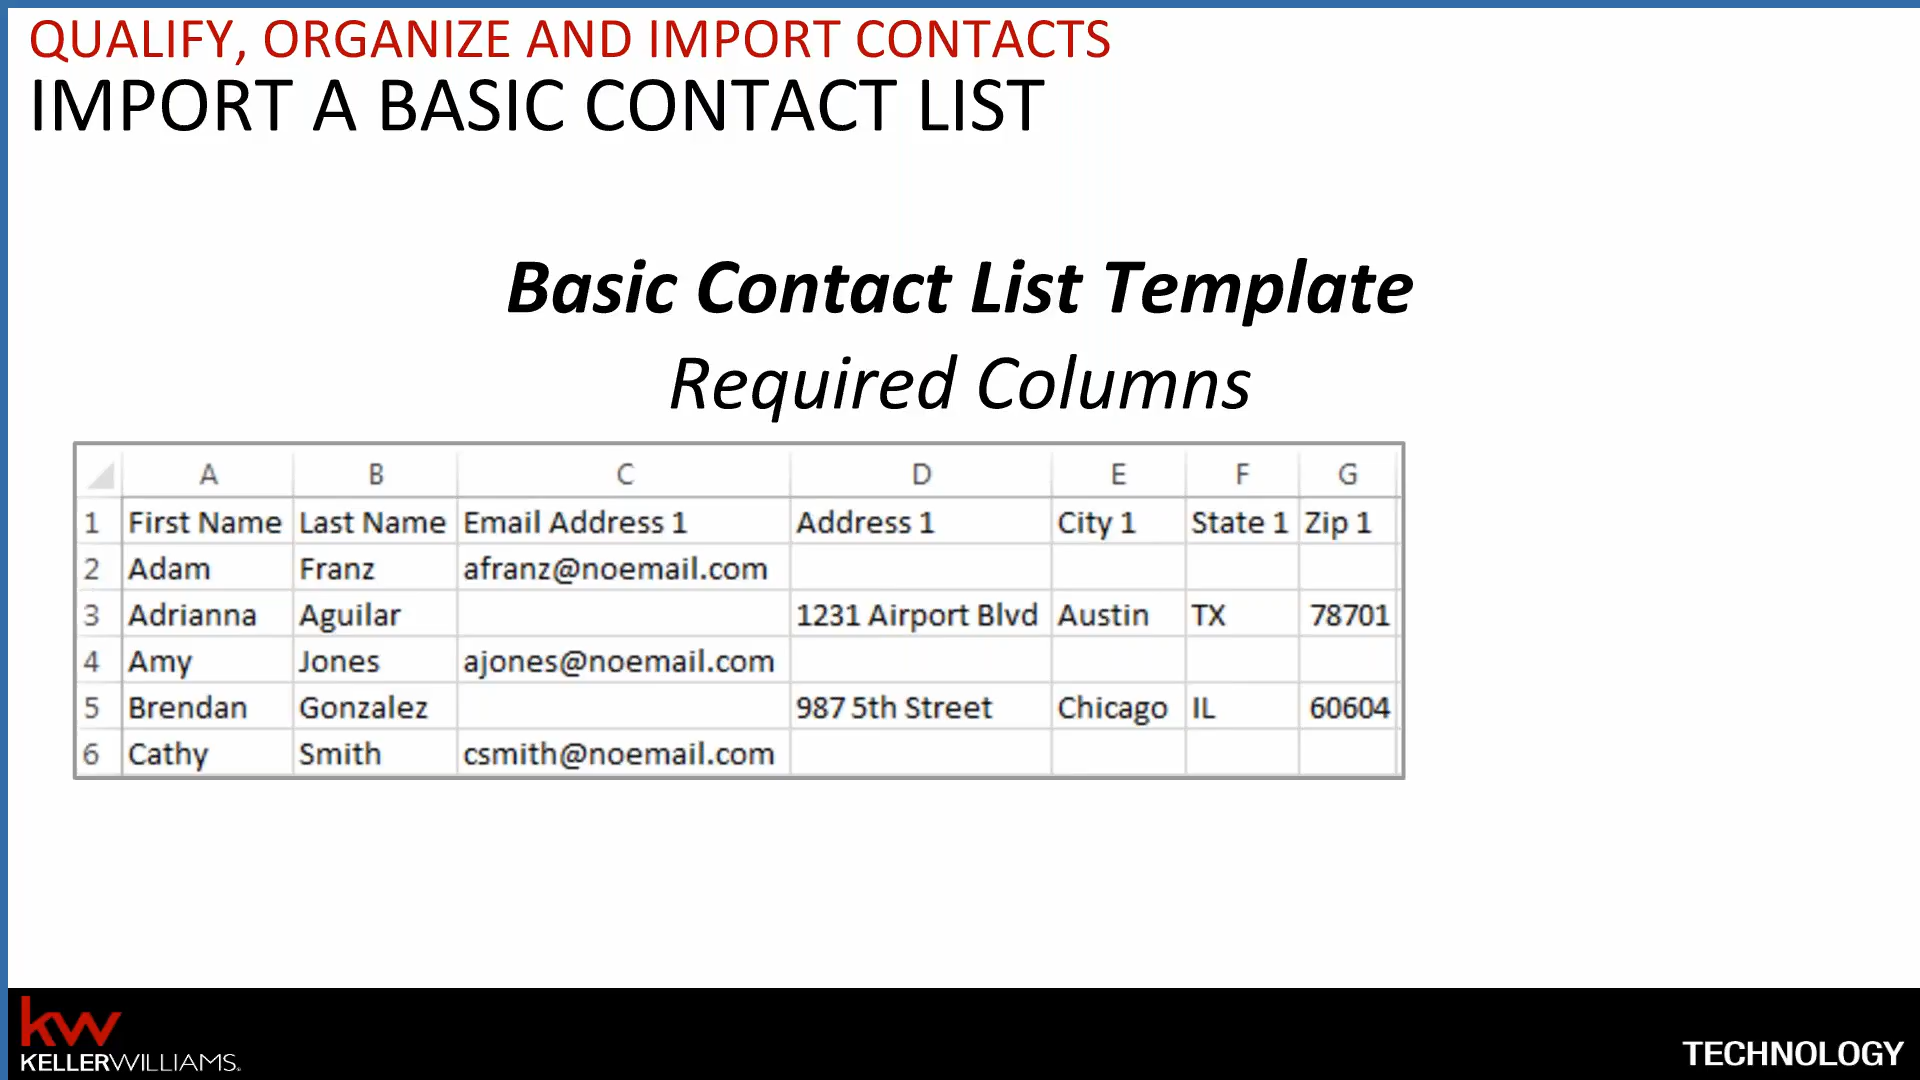 QUALIFY, ORGANIZE AND IMPORT CONTACTS
IMPORT A BASIC CONTACT LIST
Basic Contact List Template
Required Columns
A B C D E F G
1 First Name Last Name Email Address 1 Address 1 City 1 State 1 Zip 1
2 Adam Franz afranz@noemail.com
3 Adrianna Aguilar 1231 Airport Blvd Austin TX 78701
4 Amy Jones ajones@noemail.com
5 Brendan Gonzalez 987 5th Street Chicago IL 60604
6 Cathy Smith csmith@noemail.com
kw
KELLERWILLIAMS.
TECHNOLOGY